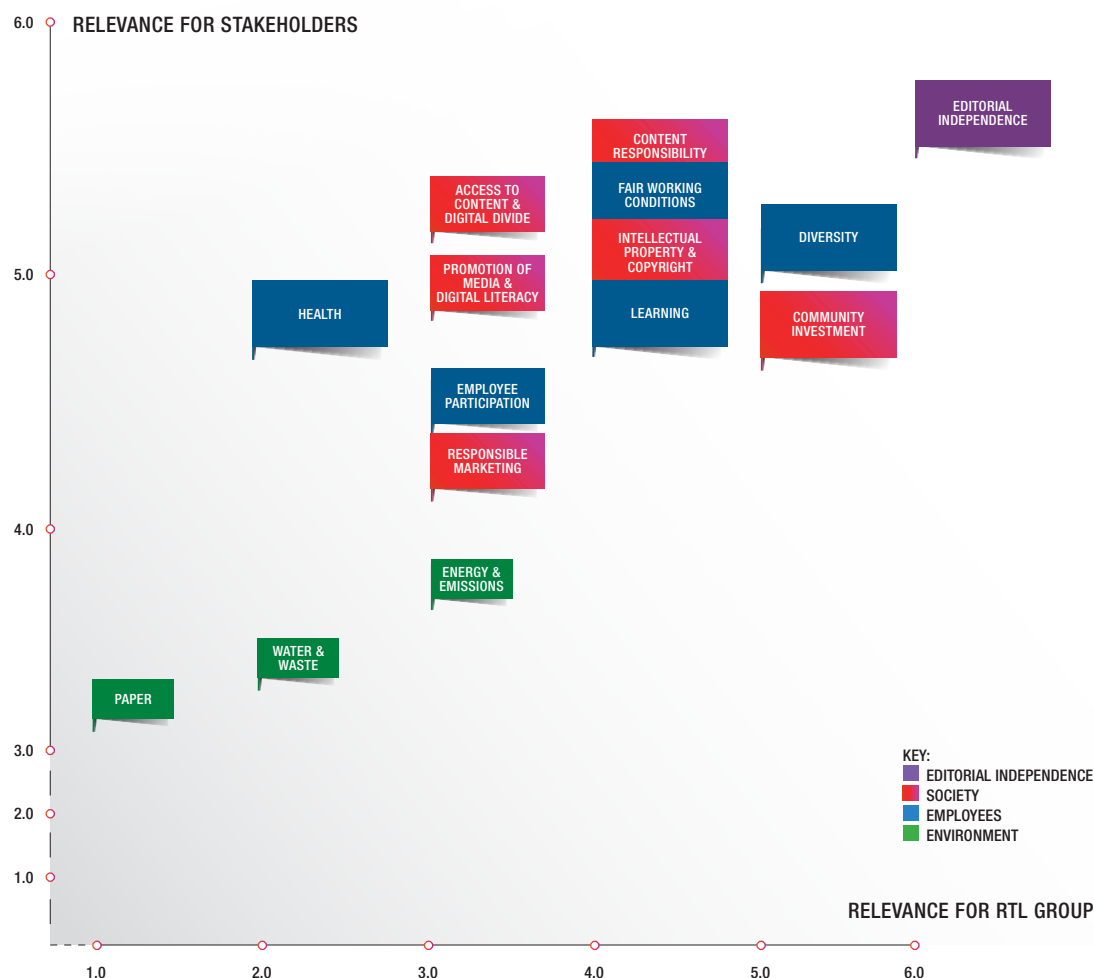 6.0
RELEVANCE FOR STAKEHOLDERS
EDITORIAL
INDEPENDENCE
CONTENT
RESPONSIBILITY
FAIR WORKING
CONDITIONS
ACCESS TO
CONTENT &
DIGITAL DIVIDE
INTELLECTUAL
PROPERTY &
COPYRIGHT
DIVERSITY
5.0
PROMOTION OF
MEDIA &
DIGITAL LITERACY
HEALTH
LEARNING
COMMUNITY
INVESTMENT
EMPLOYEE
PARTICIPATION
RESPONSIBLE
MARKETING
4.0
ENERGY &
EMISSIONS
WATER &
WASTE
PAPER
3.0
2.0
1.0
KEY:
EDITORIAL INDEPENDENCE
SOCIETY
EMPLOYEES
ENVIRONMENT
RELEVANCE FOR RTL GROUP
1.0
2.0
3.0
4.0
5.0
6.0